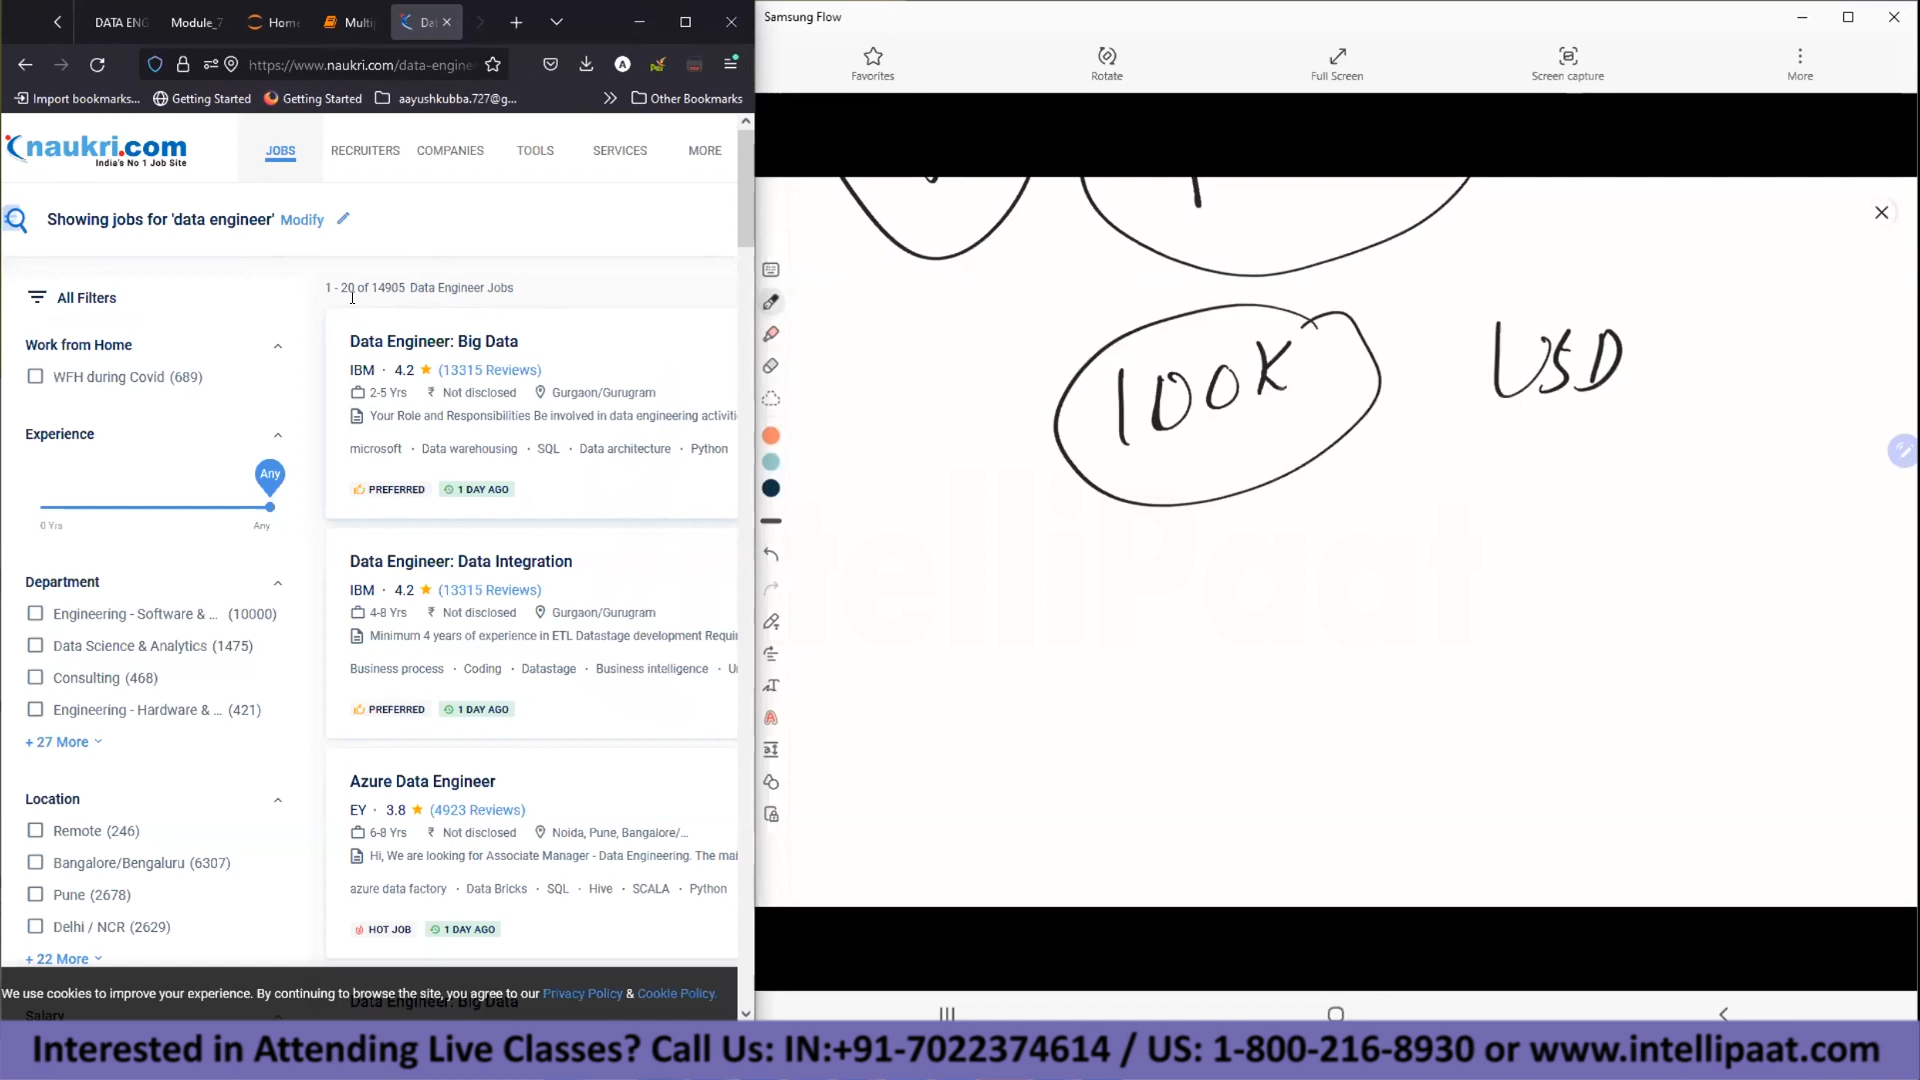 DATA ENG
Module_7
Home
Multip
Dat
Samsung Flow
https://www.naukri.com/data-engine
Favorites
Rotate
Full Screen
Screen capture
More
Import bookmarks...
Getting Started
Getting Started
aayushkubba.727@g...
Other Bookmarks
naukri.com
India's No 1 Job Site
JOBS
RECRUITERS
COMPANIES
TOOLS
SERVICES
MORE
Showing jobs for 'data engineer' Modify
1 - 20 of 14905 Data Engineer Jobs
All Filters
Work from Home
WFH during Covid (689)
Experience
Any
0 Yrs
Any
Department
Engineering - Software & ... (10000)
Data Science & Analytics (1475)
Consulting (468)
Engineering - Hardware & ... (421)
+ 27 More
Location
Remote (246)
Bangalore/Bengaluru (6307)
Pune (2678)
Delhi / NCR (2629)
+ 22 More
Salary
Data Engineer: Big Data
IBM · 4.2 (13315 Reviews)
2-5 Yrs ₹ Not disclosed Gurgaon/Gurugram
Your Role and Responsibilities Be involved in data engineering activiti
microsoft · Data warehousing · SQL · Data architecture · Python
PREFERRED 1 DAY AGO
Data Engineer: Data Integration
IBM · 4.2 (13315 Reviews)
4-8 Yrs ₹ Not disclosed Gurgaon/Gurugram
Minimum 4 years of experience in ETL Datastage development Requir
Business process · Coding · Datastage · Business intelligence · Un
PREFERRED 1 DAY AGO
Azure Data Engineer
EY · 3.8 (4923 Reviews)
6-8 Yrs ₹ Not disclosed Noida, Pune, Bangalore/...
Hi, We are looking for Associate Manager - Data Engineering. The mai
azure data factory · Data Bricks · SQL · Hive · SCALA · Python
HOT JOB 1 DAY AGO
Data Engineer: Big Data
We use cookies to improve your experience. By continuing to browse the site, you agree to our Privacy Policy & Cookie Policy.
100K USD
IntelliPaat
Interested in Attending Live Classes? Call Us: IN:+91-7022374614 / US: 1-800-216-8930 or www.intellipaat.com